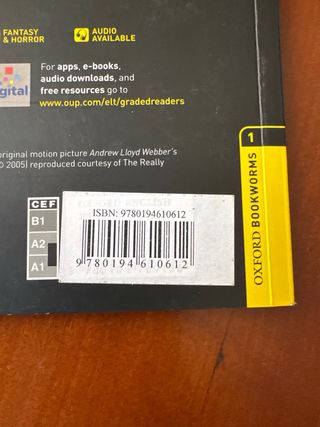 FANTASY
& HORROR
AUDIO
AVAILABLE
For apps, e-books,
audio downloads, and
free resources go to
www.oup.com/elt/gradedreaders
gital
original motion picture Andrew Lloyd Webber's
© 2005) reproduced courtesy of The Really
CEF
B1
A2
A1
ISBN: 9780194610612
9 780194 610612
1
OXFORD BOOKWORMS